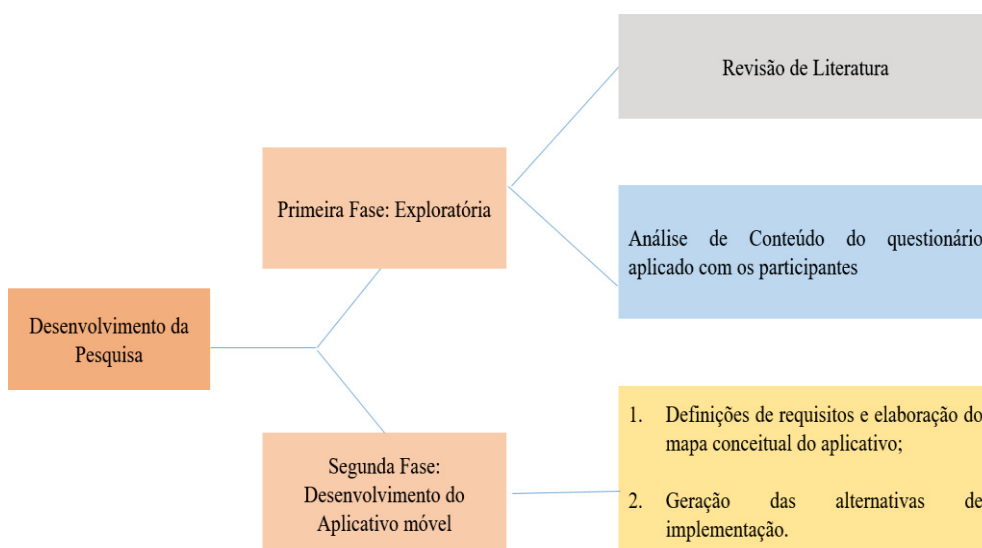 Revisão de Literatura
Primeira Fase: Exploratória
Análise de Conteúdo do questionário
aplicado com os participantes
Desenvolvimento da
Pesquisa
1. Definições de requisitos e elaboração do
mapa conceitual do aplicativo;
2. Geração das alternativas de
implementação.
Segunda Fase:
Desenvolvimento do
Aplicativo móvel